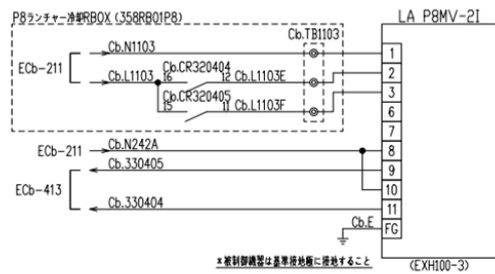 P8ランチャー冷却RBOX (358RB01P8)
LA P8MV-2I
Cb.TB1103
Cb.N1103
1
ECb-211
Cb.CR320404
2
Cb.L1103
16
12
Cb.L1103E
3
Cb.CR320405
15
11
Cb.L1103F
6
7
ECb-211
Cb.N242A
8
Cb.330405
9
ECb-413
10
Cb.330404
11
Cb.E
FG
*被制御機器は基準接地極に接地すること
(EXH100-3)